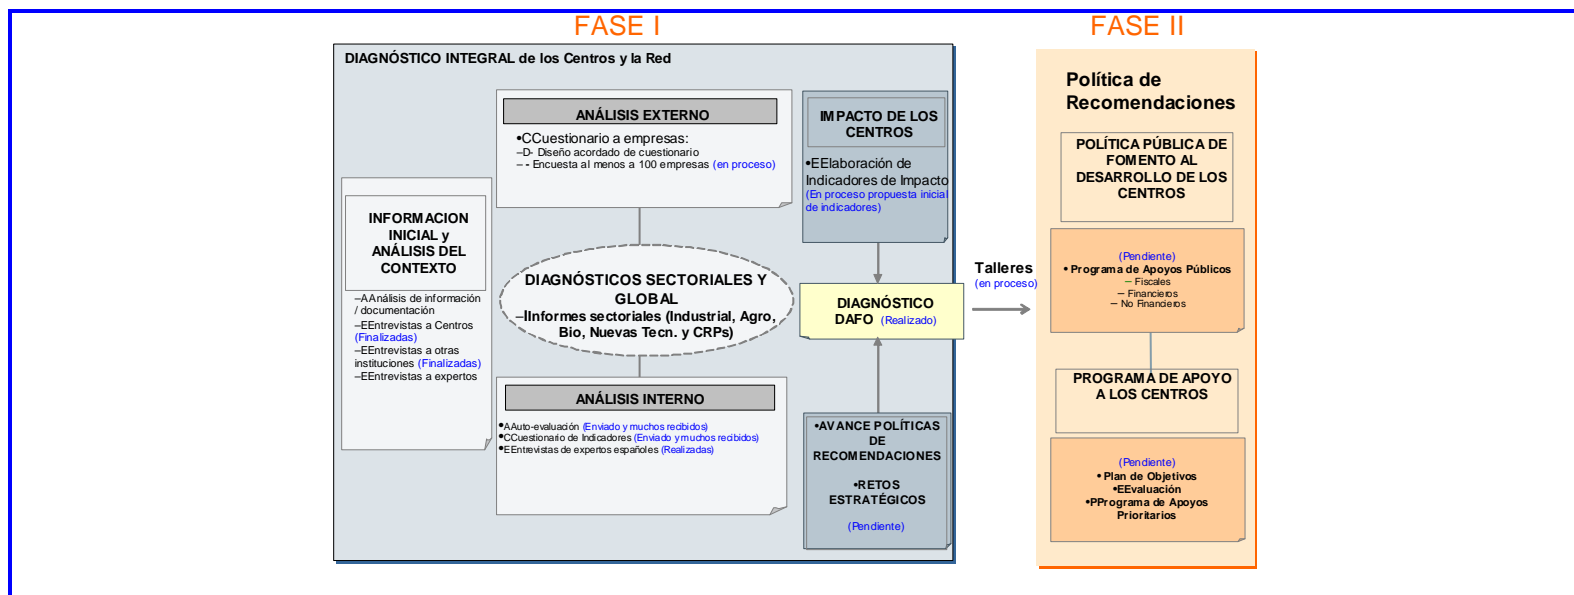 FASE I
FASE II
DIAGNÓSTICO INTEGRAL de los Centros y la Red
ANÁLISIS EXTERNO
•CCuestionario a empresas:
–D- Diseño acordado de cuestionario
– - Encuesta al menos a 100 empresas (en proceso)
INFORMACION
INICIAL y
ANÁLISIS DEL
CONTEXTO
–AAnálisis de información
/ documentación
–EEntrevistas a Centros
(Finalizadas)
–EEntrevistas a otras
instituciones (Finalizadas)
–EEntrevistas a expertos
DIAGNÓSTICOS SECTORIALES Y
GLOBAL
–IInformes sectoriales (Industrial, Agro,
Bio, Nuevas Tecn. y CRPs)
ANÁLISIS INTERNO
•AAuto-evaluación (Enviado y muchos recibidos)
•CCuestionario de Indicadores (Enviado y muchos recibidos)
•EEntrevistas de expertos españoles (Realizadas)
IMPACTO DE LOS
CENTROS
•EElaboración de
Indicadores de Impacto
(En proceso propuesta inicial
de indicadores)
DIAGNÓSTICO
DAFO (Realizado)
•AVANCE POLÍTICAS
DE
RECOMENDACIONES
•RETOS
ESTRATÉGICOS
(Pendiente)
Talleres
(en proceso)
Política de
Recomendaciones
POLÍTICA PÚBLICA DE
FOMENTO AL
DESARROLLO DE LOS
CENTROS
(Pendiente)
• Programa de Apoyos Públicos
– Fiscales
– Financieros
– No Financieros
PROGRAMA DE APOYO
A LOS CENTROS
(Pendiente)
• Plan de Objetivos
•EEvaluación
•PPrograma de Apoyos
Prioritarios